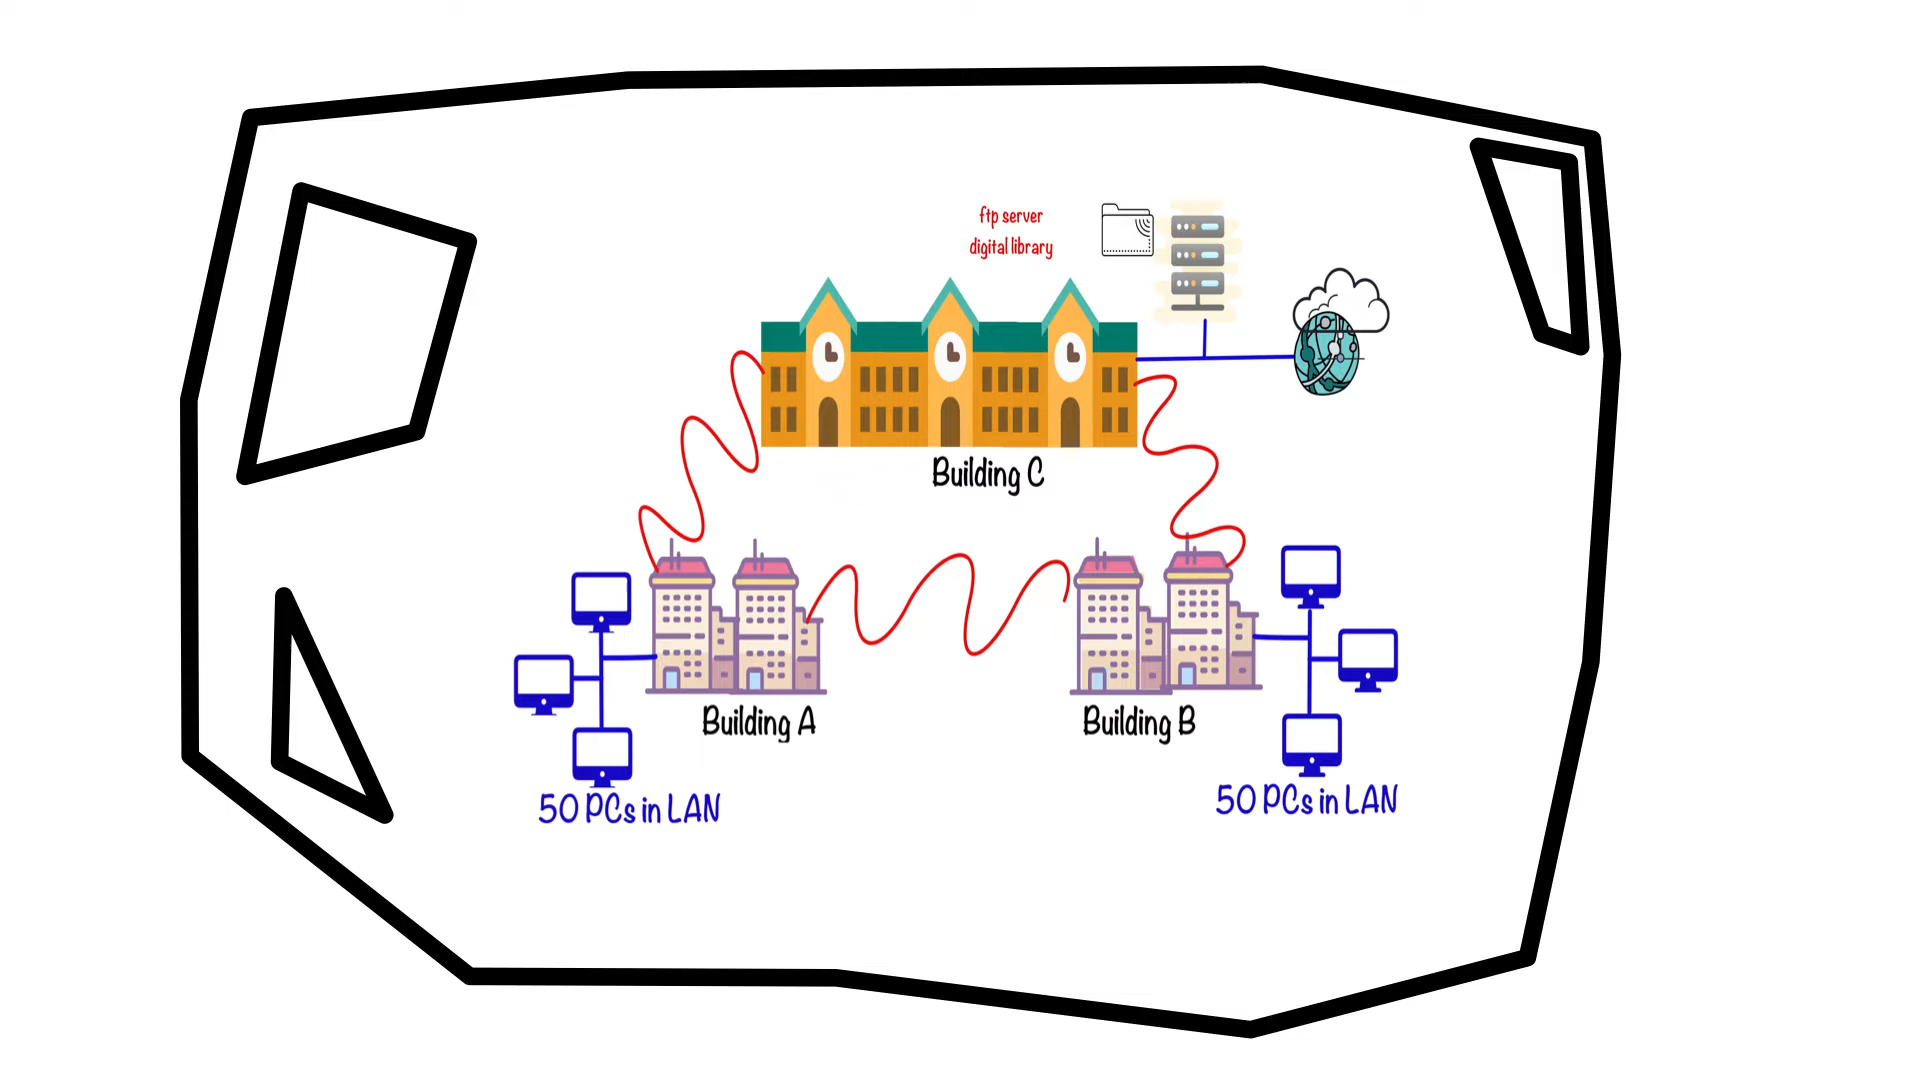 ftp server
digital library
Building C
Building A
Building B
50 PCs in LAN
50 PCs in LAN